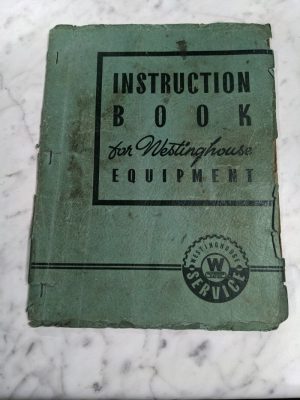 INSTRUCTION
BOOK
for Westinghouse
EQUIPMENT
WESTINGHOUSE
W
SERVICE